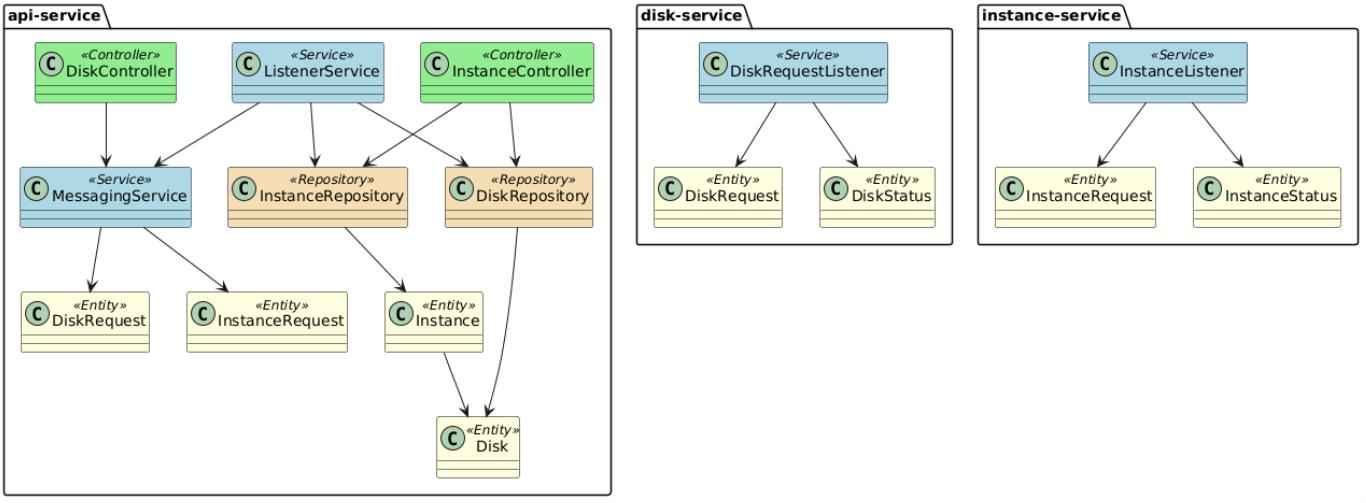 api-service
disk-service
instance-service
C
«Controller»
DiskController
C
«Service»
ListenerService
C
«Controller»
InstanceController
C
«Service»
DiskRequestListener
C
«Service»
InstanceListener
C
«Service»
MessagingService
C
«Repository»
InstanceRepository
C
«Repository»
DiskRepository
C
«Entity»
DiskRequest
C
«Entity»
DiskStatus
C
«Entity»
InstanceRequest
C
«Entity»
InstanceStatus
C
«Entity»
DiskRequest
C
«Entity»
InstanceRequest
C
«Entity»
Instance
C
«Entity»
Disk